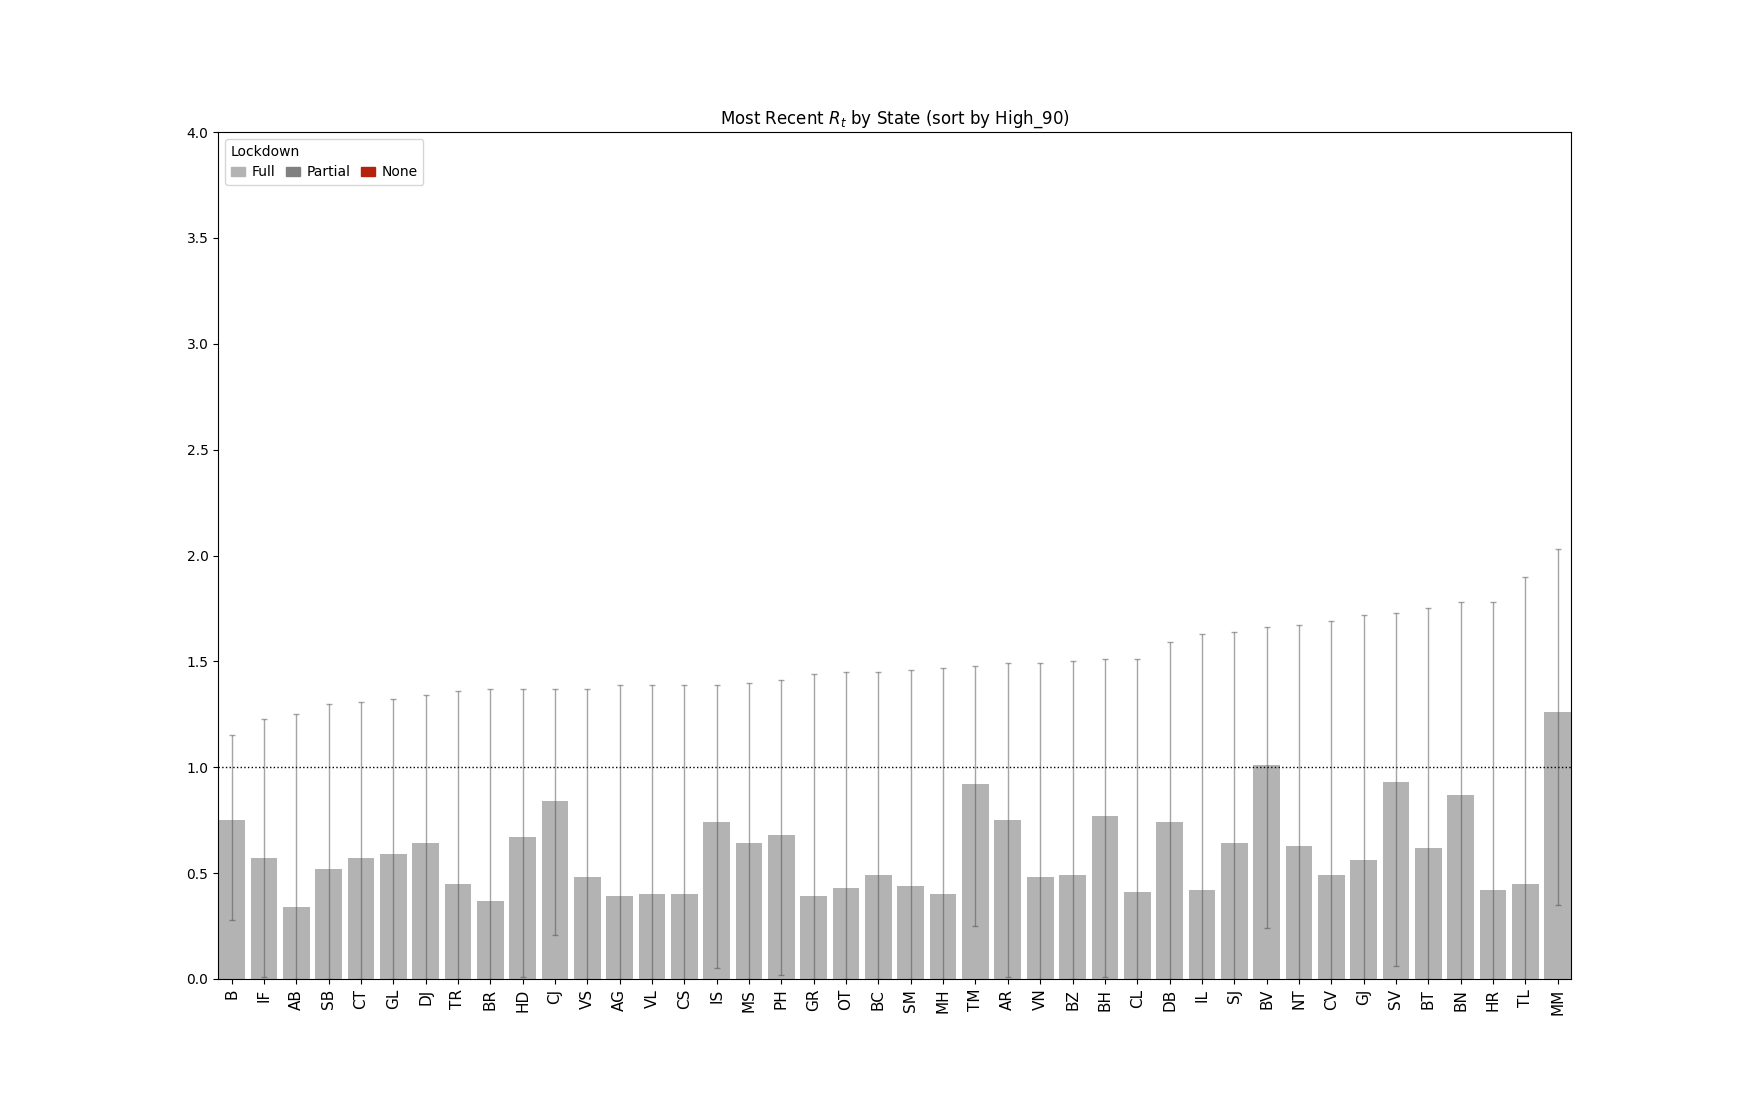 Most Recent R_t by State (sort by High_90)
Lockdown
Full Partial None
4.0
3.5
3.0
2.5
2.0
1.5
1.0
0.5
0.0
B IF AB SB CT GL DJ TR BR HD CJ VS AG VL CS IS MS PH GR OT BC SM MH TM AR VN BZ BH CL DB IL SJ BV NT CV GJ SV BT BN HR TL MM